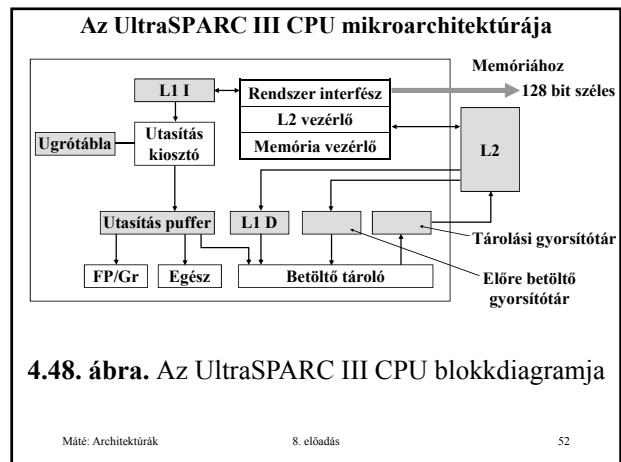 Az UltraSPARC III CPU mikroarchitektúrája
Memóriához
128 bit széles
L1 I
Rendszer interfész
L2 vezérlő
Memória vezérlő
Ugrótábla
Utasítás
kiosztó
L2
Utasítás puffer
L1 D
Tárolási gyorsítótár
FP/Gr
Egész
Betöltő tároló
Előre betöltő
gyorsítótár
4.48. ábra. Az UltraSPARC III CPU blokkdiagramja
Máté: Architektúrák
8. előadás
52